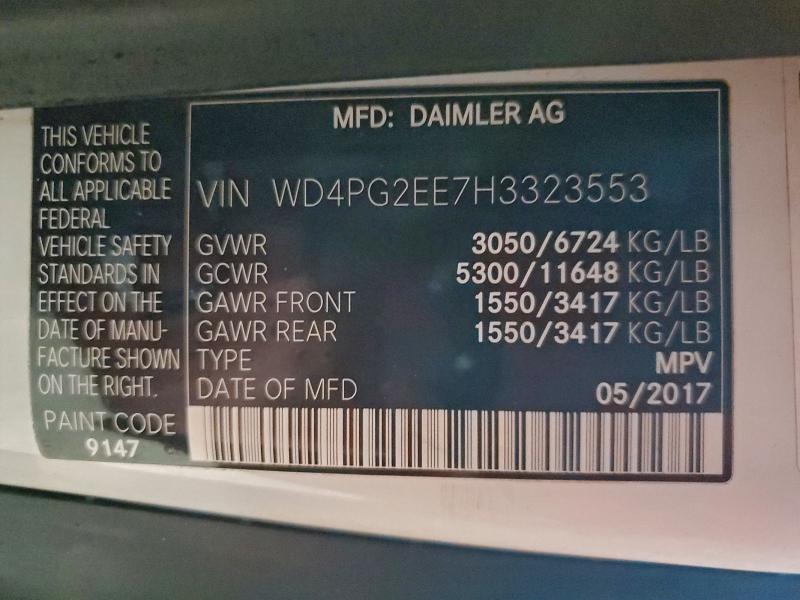 THIS VEHICLE
CONFORMS TO
ALL APPLICABLE
FEDERAL
VEHICLE SAFETY
STANDARDS IN
EFFECT ON THE
DATE OF MANU-
FACTURE SHOWN
ON THE RIGHT.
PAINT CODE
9147
MFD: DAIMLER AG
VIN WD4PG2EE7H3323553
GVWR 3050/6724 KG/LB
GCWR 5300/11648 KG/LB
GAWR FRONT 1550/3417 KG/LB
GAWR REAR 1550/3417 KG/LB
TYPE MPV
DATE OF MFD 05/2017